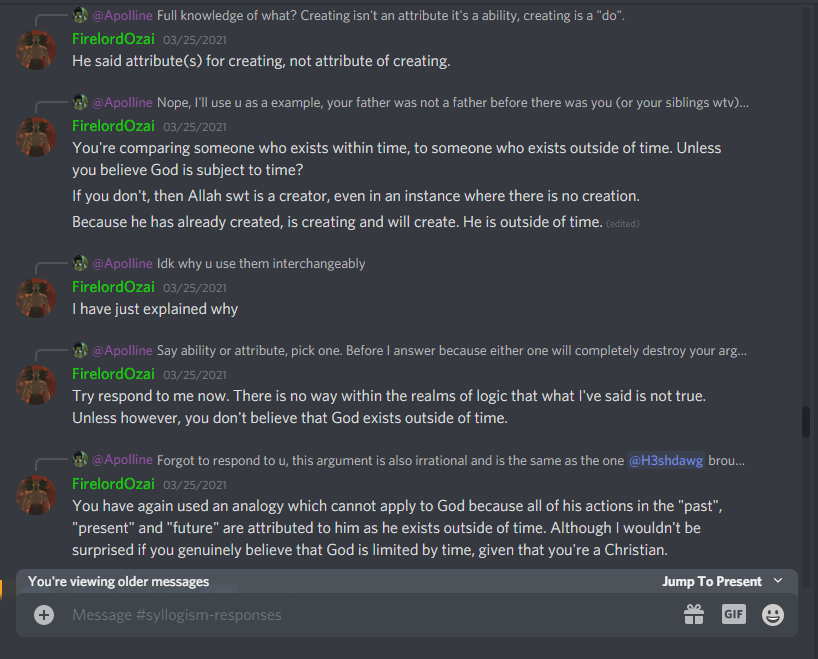 @Apolline Full knowledge of what? Creating isn't an attribute it's a ability, creating is a "do".
FirelordOzai 03/25/2021
He said attribute(s) for creating, not attribute of creating.
@Apolline Nope, I'll use u as a example, your father was not a father before there was you (or your siblings wtv)...
FirelordOzai 03/25/2021
You're comparing someone who exists within time, to someone who exists outside of time. Unless
you believe God is subject to time?
If you don't, then Allah swt is a creator, even in an instance where there is no creation.
Because he has already created, is creating and will create. He is outside of time. (edited)
@Apolline Idk why u use them interchangeably
FirelordOzai 03/25/2021
I have just explained why
@Apolline Say ability or attribute, pick one. Before I answer because either one will completely destroy your arg...
FirelordOzai 03/25/2021
Try respond to me now. There is no way within the realms of logic that what I've said is not true.
Unless however, you don't believe that God exists outside of time.
@Apolline Forgot to respond to u, this argument is also irrational and is the same as the one @H3shdawg brou...
FirelordOzai 03/25/2021
You have again used an analogy which cannot apply to God because all of his actions in the "past",
"present" and "future" are attributed to him as he exists outside of time. Although I wouldn't be
surprised if you genuinely believe that God is limited by time, given that you're a Christian.
You're viewing older messages Jump To Present
Message #syllogism-responses GIF